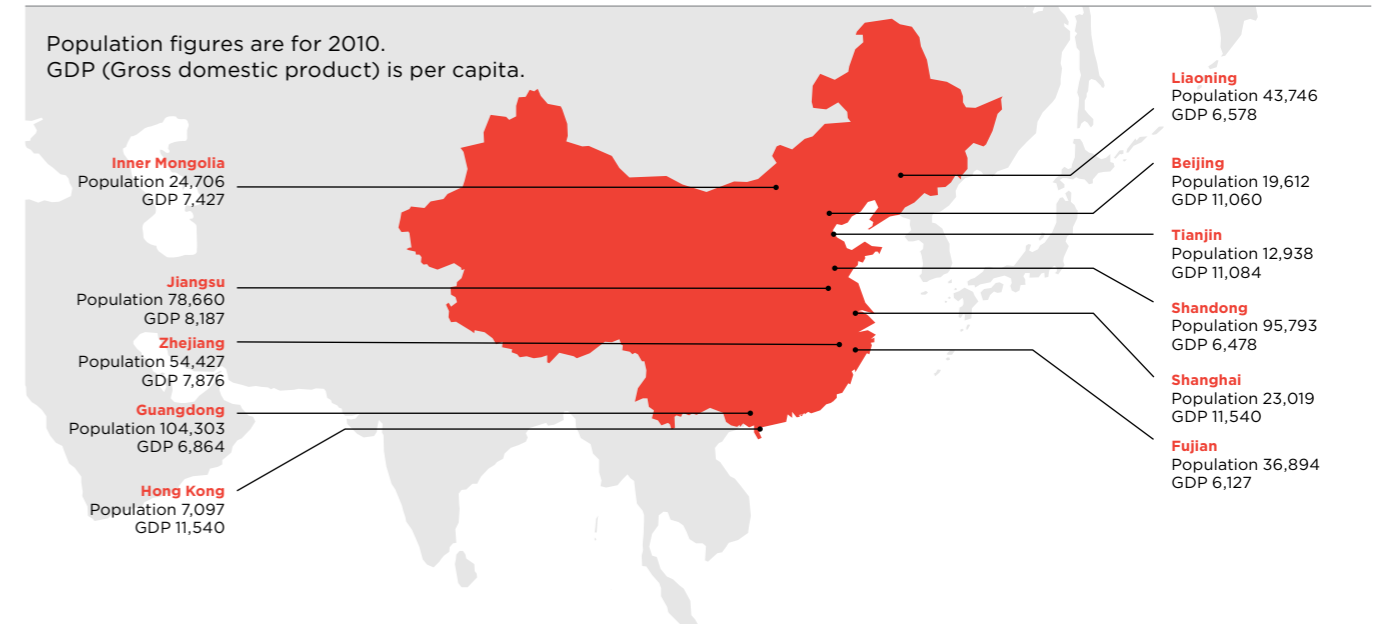 Population figures are for 2010.
GDP (Gross domestic product) is per capita.
Inner Mongolia
Population 24,706
GDP 7,427
Jiangsu
Population 78,660
GDP 8,187
Zhejiang
Population 54,427
GDP 7,876
Guangdong
Population 104,303
GDP 6,864
Hong Kong
Population 7,097
GDP 11,540
Liaoning
Population 43,746
GDP 6,578
Beijing
Population 19,612
GDP 11,060
Tianjin
Population 12,938
GDP 11,084
Shandong
Population 95,793
GDP 6,478
Shanghai
Population 23,019
GDP 11,540
Fujian
Population 36,894
GDP 6,127